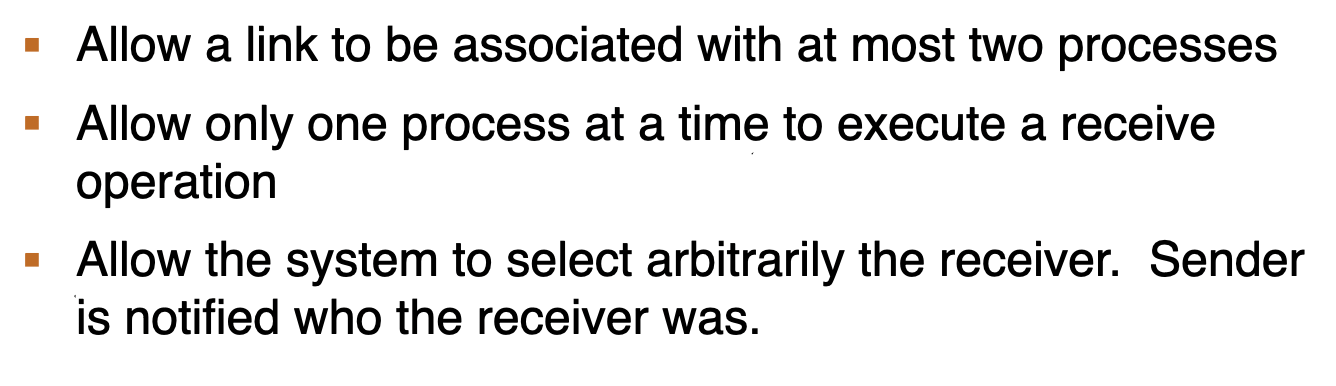 ▪ Allow a link to be associated with at most two processes
▪ Allow only one process at a time to execute a receive
operation
▪ Allow the system to select arbitrarily the receiver.  Sender
is notified who the receiver was.